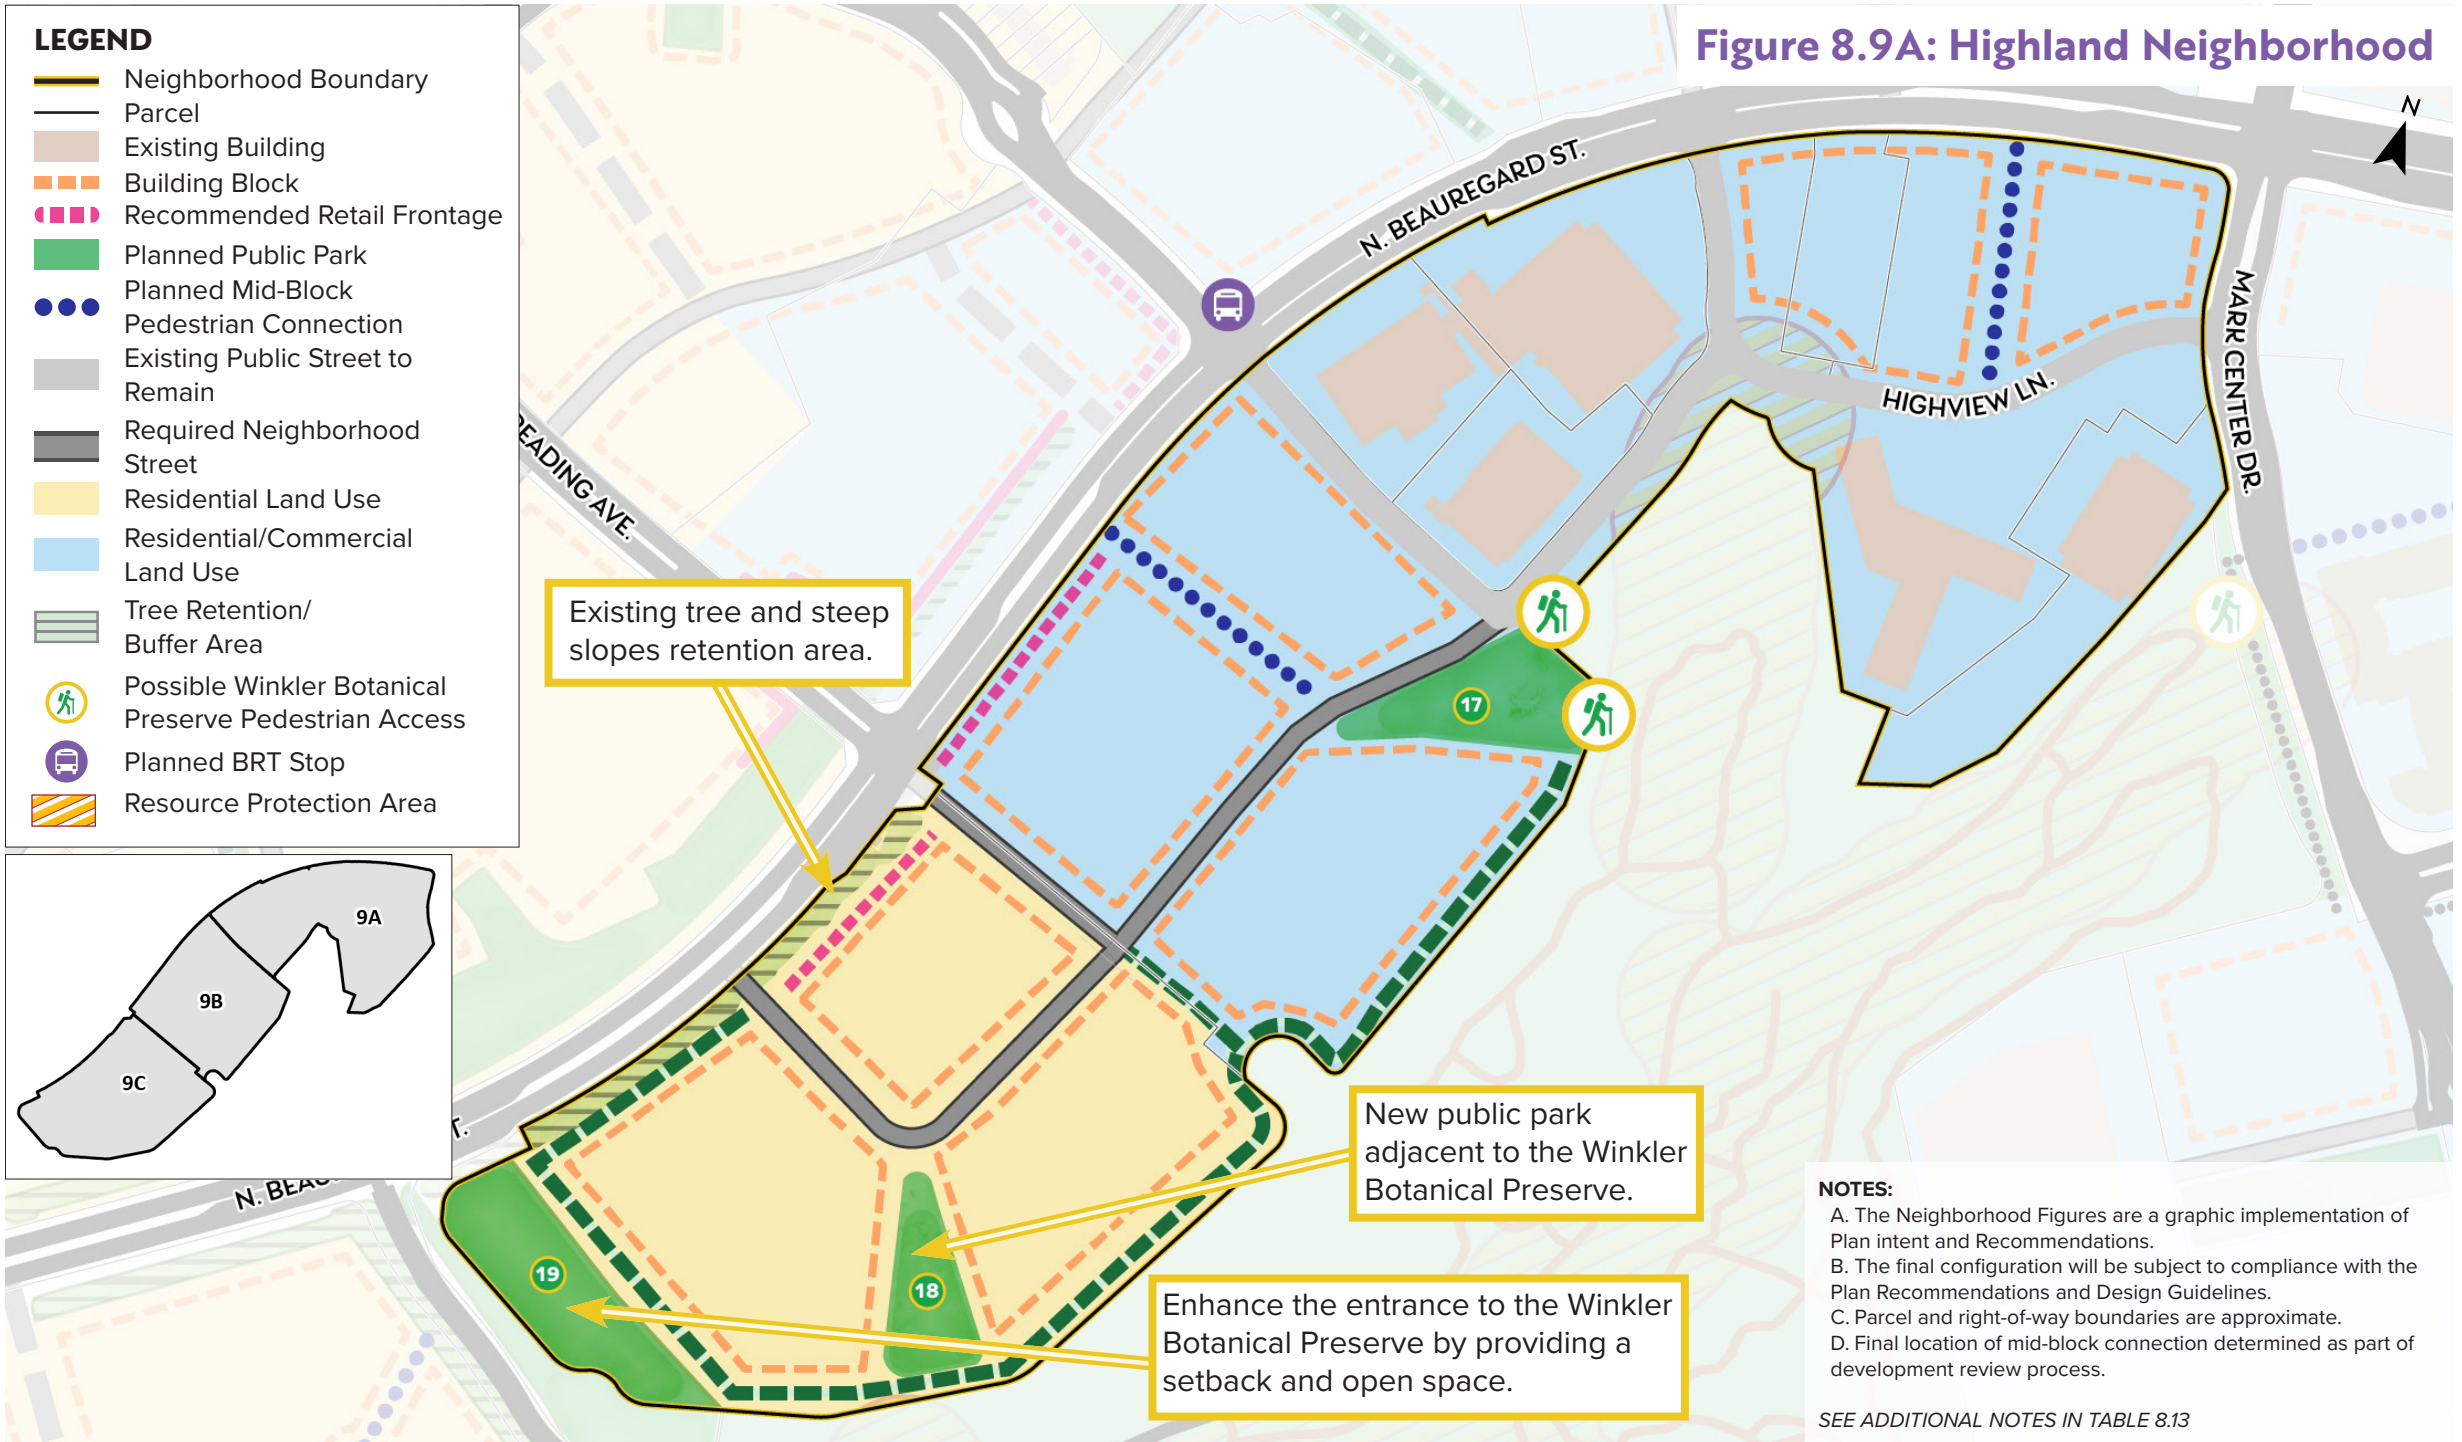 Figure 8.9A: Highland Neighborhood
LEGEND
Neighborhood Boundary
Parcel
Existing Building
Building Block
Recommended Retail Frontage
Planned Public Park
Planned Mid-Block
Pedestrian Connection
Existing Public Street to
Remain
Required Neighborhood
Street
Residential Land Use
Residential/Commercial
Land Use
Tree Retention/
Buffer Area
Possible Winkler Botanical
Preserve Pedestrian Access
Planned BRT Stop
Resource Protection Area
N
N. BEAUREGARD ST.
MARK CENTER DR.
HIGHVIEW LN.
READING AVE.
Existing tree and steep
slopes retention area.
17
9A
9B
9C
T.
N. BEAU
New public park
adjacent to the Winkler
Botanical Preserve.
19
18
Enhance the entrance to the Winkler
Botanical Preserve by providing a
setback and open space.
NOTES:
A. The Neighborhood Figures are a graphic implementation of
Plan intent and Recommendations.
B. The final configuration will be subject to compliance with the
Plan Recommendations and Design Guidelines.
C. Parcel and right-of-way boundaries are approximate.
D. Final location of mid-block connection determined as part of
development review process.
SEE ADDITIONAL NOTES IN TABLE 8.13